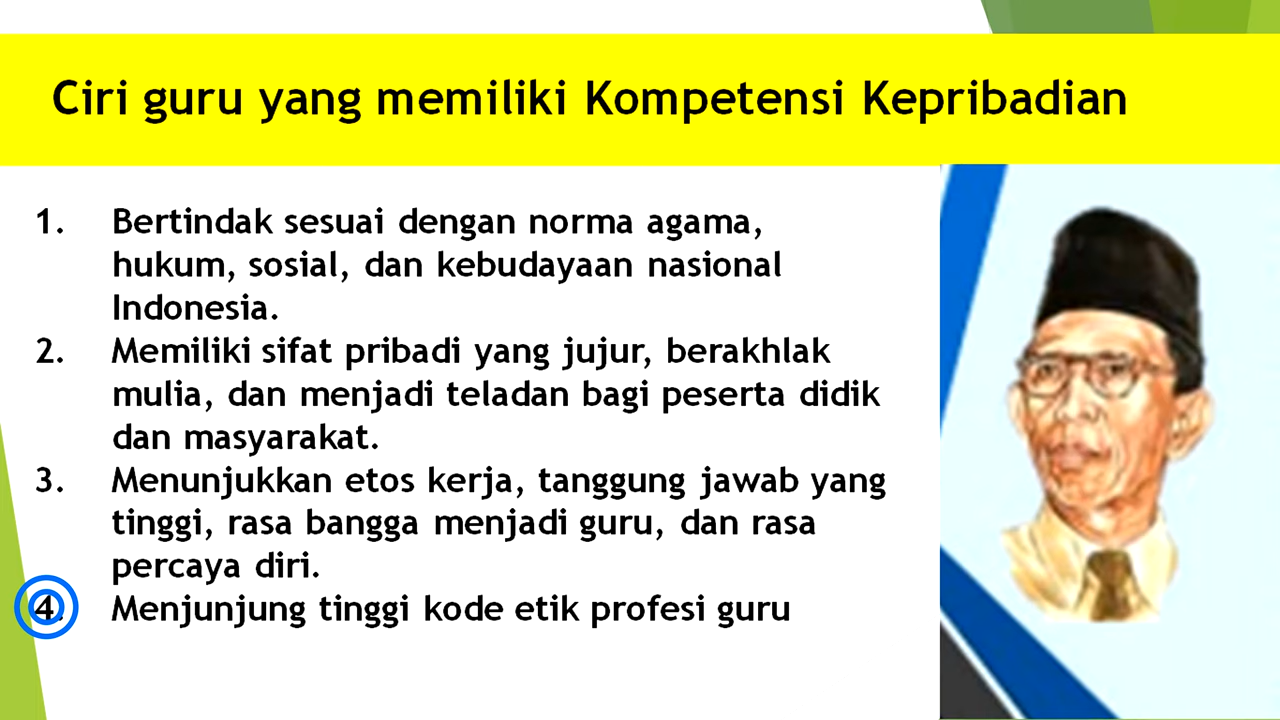 Ciri guru yang memiliki Kompetensi Kepribadian
1. Bertindak sesuai dengan norma agama,
hukum, sosial, dan kebudayaan nasional
Indonesia.
2. Memiliki sifat pribadi yang jujur, berakhlak
mulia, dan menjadi teladan bagi peserta didik
dan masyarakat.
3. Menunjukkan etos kerja, tanggung jawab yang
tinggi, rasa bangga menjadi guru, dan rasa
percaya diri.
4. Menjunjung tinggi kode etik profesi guru